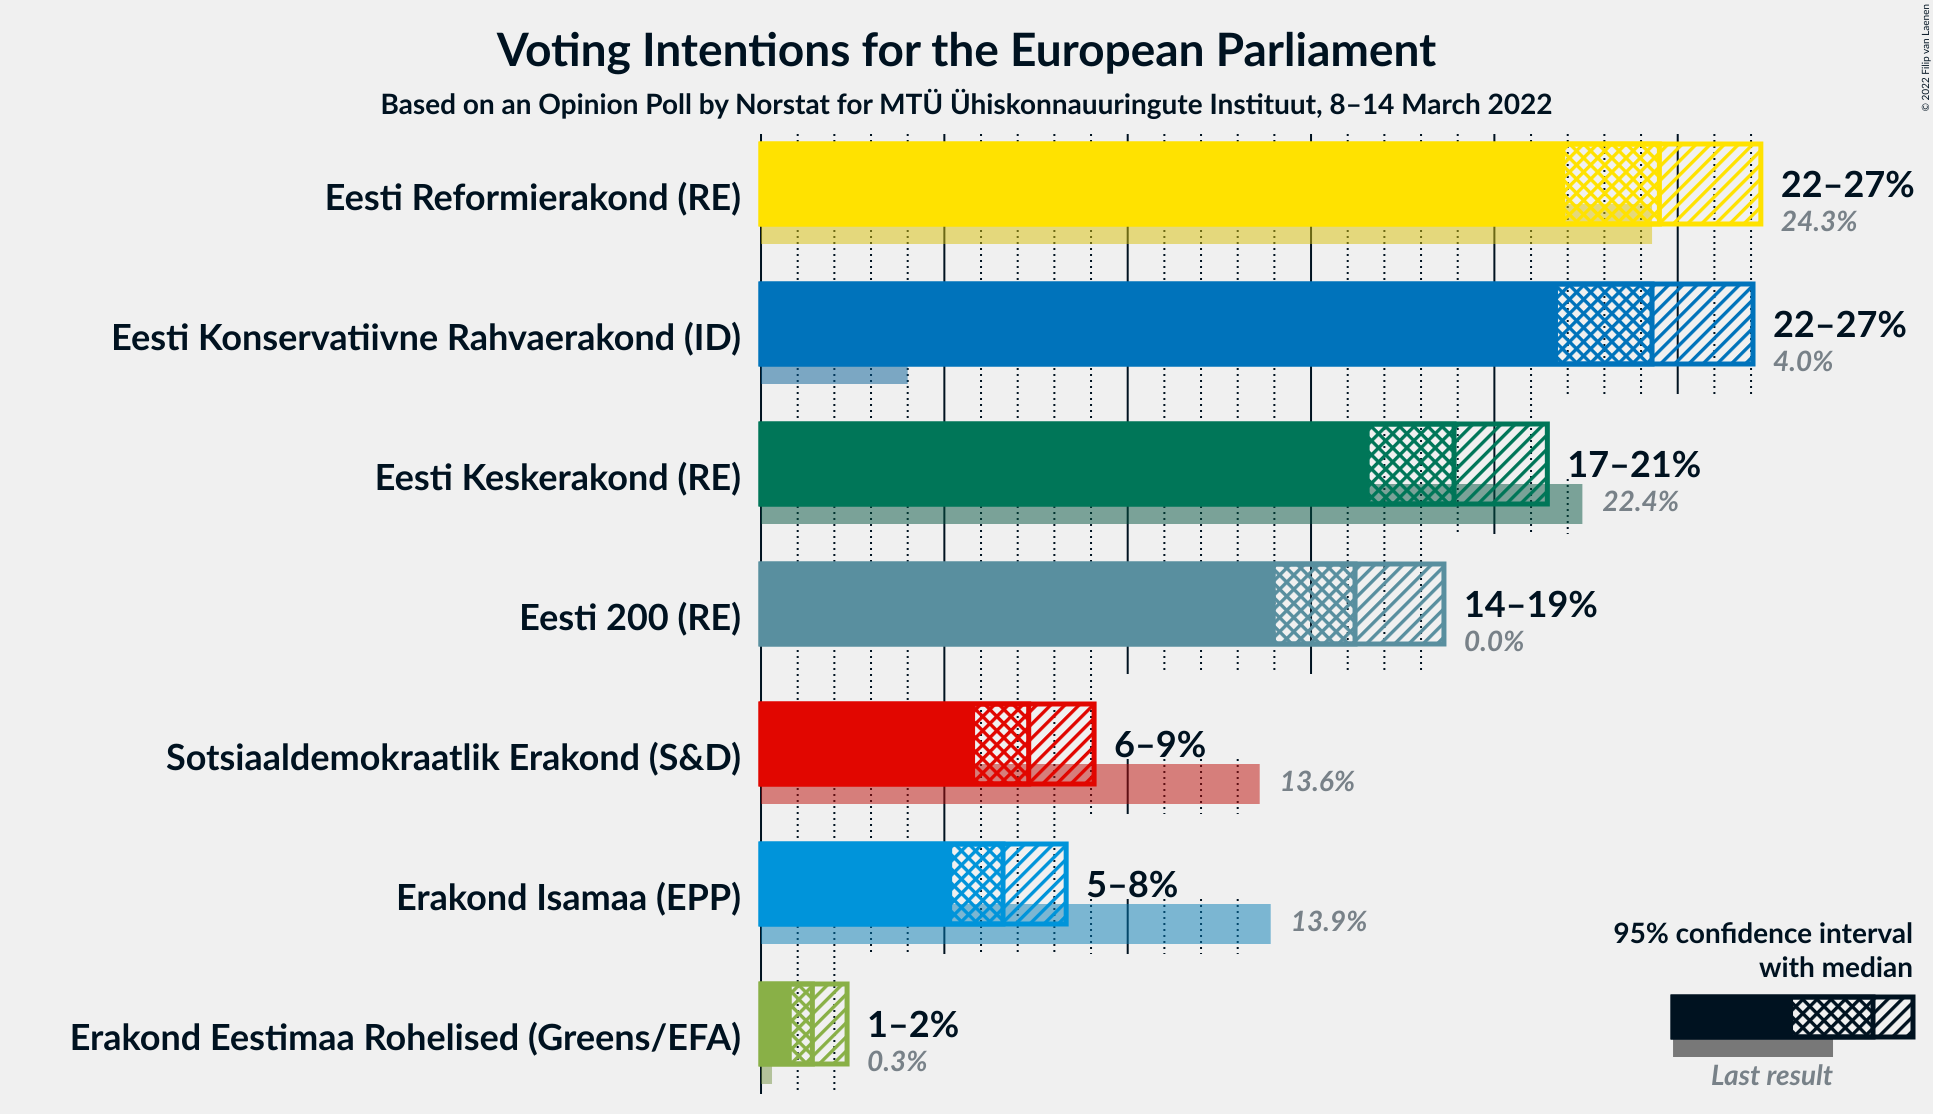 Voting Intentions for the European Parliament
Based on an Opinion Poll by Norstat for MTÜ Ühiskonnauuringute Instituut, 8–14 March 2022
© 2022 Filip van Laenen
Eesti Reformierakond (RE)
22–27%
24.3%
Eesti Konservatiivne Rahvaerakond (ID)
22–27%
4.0%
Eesti Keskerakond (RE)
17–21%
22.4%
Eesti 200 (RE)
14–19%
0.0%
Sotsiaaldemokraatlik Erakond (S&D)
6–9%
13.6%
Erakond Isamaa (EPP)
5–8%
13.9%
Erakond Eestimaa Rohelised (Greens/EFA)
1–2%
0.3%
95% confidence interval
with median
Last result